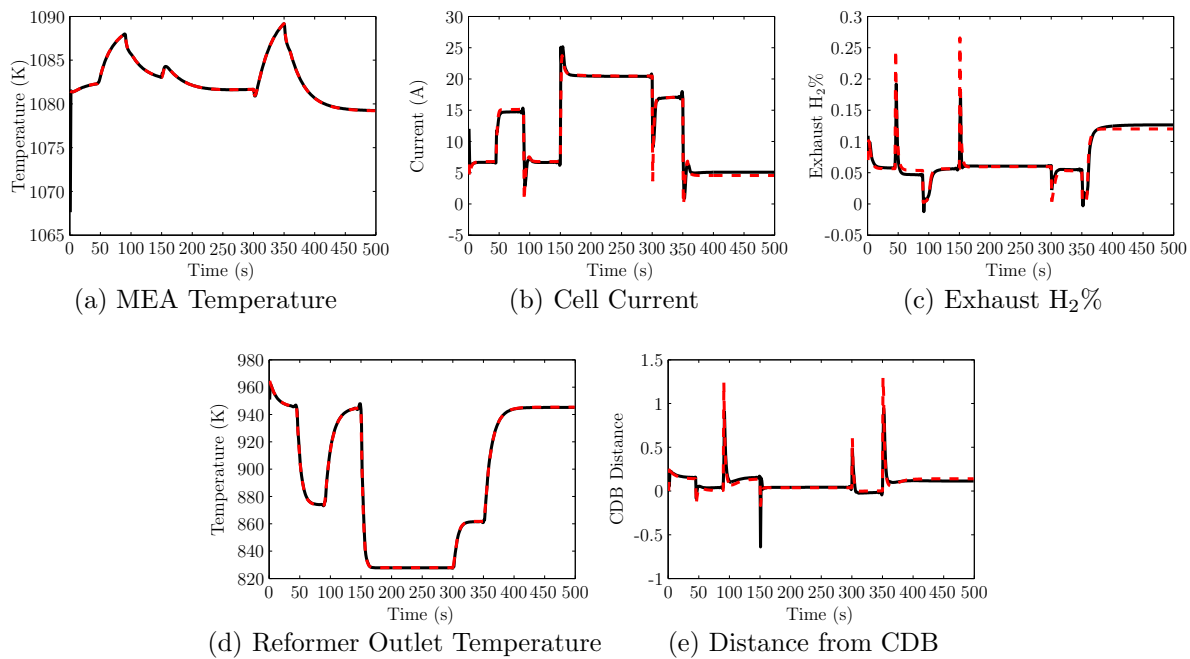 1090
1085
1080
1075
1070
1065
Temperature (K)
0 50 100 150 200 250 300 350 400 450 500
Time (s)
(a) MEA Temperature
35
30
25
20
15
10
5
0
-5
Current (A)
0 50 100 150 200 250 300 350 400 450 500
Time (s)
(b) Cell Current
0.3
0.25
0.2
0.15
0.1
0.05
0
-0.05
Exhaust H₂%
0 50 100 150 200 250 300 350 400 450 500
Time (s)
(c) Exhaust H₂%
980
960
940
920
900
880
860
840
820
Temperature (K)
0 50 100 150 200 250 300 350 400 450 500
Time (s)
(d) Reformer Outlet Temperature
1.5
1
0.5
0
-0.5
-1
CDB Distance
0 50 100 150 200 250 300 350 400 450 500
Time (s)
(e) Distance from CDB